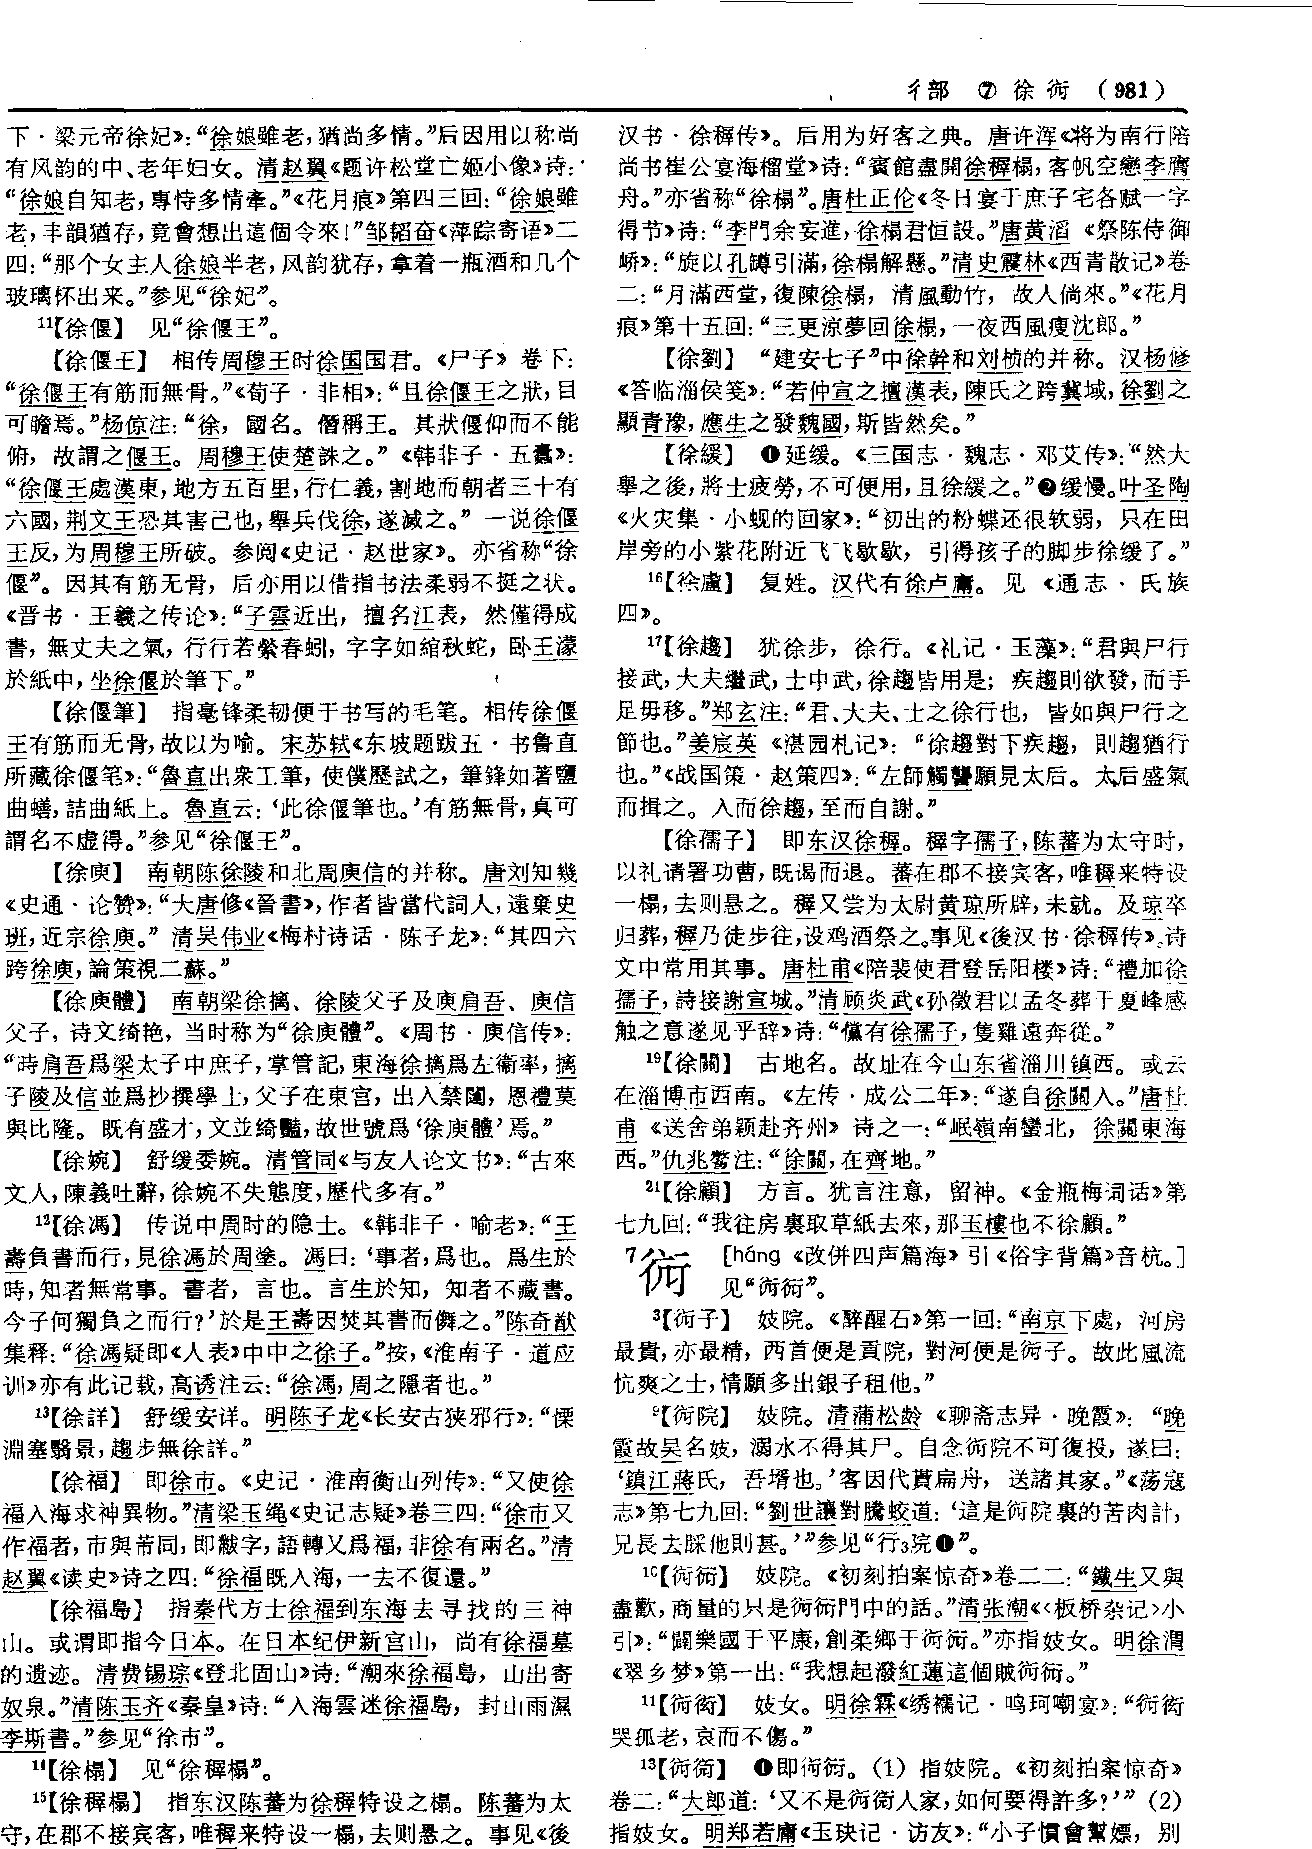 彳部 ⑦ 徐 䘕 (981)
下·梁元帝徐妃》：“徐娘雖老，猶尚多情。”后因用以称尚
有风韵的中、老年妇女。清赵翼《题许松堂亡姬小像》诗：
“徐娘自知老，專恃多情牽。”《花月痕》第四三回：“徐娘雖
老，丰韻猶存，竟會想出這個令來！”邹韬奋《萍踪寄语》二
四：“那个女主人徐娘半老，风韵犹存，拿着一瓶酒和几个
玻璃杯出来。”参见“徐妃”。
11【徐偃】 见“徐偃王”。
【徐偃王】 相传周穆王时徐国国君。《尸子》卷下：
“徐偃王有筋而無骨。”《荀子·非相》：“且徐偃王之狀，目
可瞻焉。”杨倞注：“徐，國名。僭稱王。其狀偃仰而不能
俯，故謂之偃王。周穆王使楚誅之。”《韩非子·五蠹》：
“徐偃王處漢東，地方五百里，行仁義，割地而朝者三十有
六國，荆文王恐其害己也，舉兵伐徐，遂滅之。”一说徐偃
王反，为周穆王所破。参阅《史记·赵世家》。亦省称“徐
偃”。因其有筋无骨，后亦用以借指书法柔弱不挺之状。
《晋书·王羲之传论》：“子雲近出，擅名江表，然僅得成
書，無丈夫之氣，行行若縈春蚓，字字如綰秋蛇，卧王濛
於紙中，坐徐偃於筆下。”
【徐偃筆】 指毫锋柔韧便于书写的毛笔。相传徐偃
王有筋而无骨，故以为喻。宋苏轼《东坡题跋五·书鲁直
所藏徐偃笔》：“魯直出衆工筆，使僕歷試之，筆鋒如著鹽
曲蟮，詰曲紙上。魯直云：‘此徐偃筆也。’有筋無骨，真可
謂名不虚得。”参见“徐偃王”。
【徐庾】 南朝陈徐陵和北周庾信的并称。唐刘知幾
《史通·论赞》：“大唐修《晉書》，作者皆當代詞人，遠棄史
班，近宗徐庾。”清吴伟业《梅村诗话·陈子龙》：“其四六
跨徐庾，論策視二蘇。”
【徐庾體】 南朝梁徐摛、徐陵父子及庾肩吾、庾信
父子，诗文绮艳，当时称为“徐庾體”。《周书·庾信传》：
“時肩吾爲梁太子中庶子，掌管記，東海徐摛爲左衞率，摛
子陵及信並爲抄撰學士，父子在東宫，出入禁闥，恩禮莫
與比隆。既有盛才，文並綺豔，故世號爲‘徐庾體’焉。”
【徐婉】 舒缓委婉。清管同《与友人论文书》：“古來
文人，陳義吐辭，徐婉不失態度，歷代多有。”
12【徐馮】 传说中周时的隐士。《韩非子·喻老》：“王
壽負書而行，見徐馮於周塗。馮曰：‘事者，爲也。爲生於
時，知者無常事。書者，言也。言生於知，知者不藏書。
今子何獨負之而行？’於是王壽因焚其書而儛之。”陈奇猷
集释：“徐馮疑即《人表》中中之徐子。”按，《淮南子·道应
训》亦有此记载，高诱注云：“徐馮，周之隱者也。”
13【徐詳】 舒缓安详。明陈子龙《长安古狭邪行》：“慄
淵塞翳景，趨步無徐詳。”
【徐福】 即徐巿。《史记·淮南衡山列传》：“又使徐
福入海求神異物。”清梁玉绳《史记志疑》卷三四：“徐巿又
作福者，巿與芾同，即黻字，語轉又爲福，非徐有兩名。”清
赵翼《读史》诗之四：“徐福既入海，一去不復還。”
【徐福島】 指秦代方士徐福到东海去寻找的三神
山。或谓即指今日本。在日本纪伊新宫山，尚有徐福墓
的遗迹。清费锡琮《登北固山》诗：“潮來徐福島，山出寄
奴泉。”清陈玉齐《秦皇》诗：“入海雲迷徐福島，封山雨濕
李斯書。”参见“徐巿”。
14【徐榻】 见“徐穉榻”。
15【徐穉榻】 指东汉陈蕃为徐穉特设之榻。陈蕃为太
守，在郡不接宾客，唯穉来特设一榻，去则悬之。事见《後
汉书·徐穉传》。后用为好客之典。唐许浑《将为南行陪
尚书崔公宴海榴堂》诗：“賓館盡開徐穉榻，客帆空戀李膺
舟。”亦省称“徐榻”。唐杜正伦《冬日宴于庶子宅各赋一字
得节》诗：“李門余妄進，徐榻君恒設。”唐黄滔《祭陈侍御
峤》：“旋以孔罇引滿，徐榻解懸。”清史震林《西青散记》卷
二：“月滿西堂，復陳徐榻，清風動竹，故人倘來。”《花月
痕》第十五回：“三更涼夢回徐榻，一夜西風瘦沈郎。”
【徐劉】 “建安七子”中徐幹和刘桢的并称。汉杨修
《答临淄侯笺》：“若仲宣之擅漢表，陳氏之跨冀域，徐劉之
顯青豫，應生之發魏國，斯皆然矣。”
【徐緩】 ❶延缓。《三国志·魏志·邓艾传》：“然大
舉之後，將士疲勞，不可便用，且徐緩之。”❷缓慢。叶圣陶
《火灾集·小蚬的回家》：“初出的粉蝶还很软弱，只在田
岸旁的小紫花附近飞飞歇歇，引得孩子的脚步徐缓了。”
16【徐盧】 复姓。汉代有徐卢庸。见《通志·氏族
四》。
17【徐趨】 犹徐步，徐行。《礼记·玉藻》：“君與尸行
接武，大夫繼武，士中武，徐趨皆用是；疾趨則欲發，而手
足毋移。”郑玄注：“君、大夫、士之徐行也，皆如與尸行之
節也。”姜宸英《湛园札记》：“徐趨對下疾趨，則趨猶行
也。”《战国策·赵策四》：“左師觸讋願見太后。太后盛氣
而揖之。入而徐趨，至而自謝。”
【徐孺子】 即东汉徐穉。穉字孺子，陈蕃为太守时，
以礼请署功曹，既谒而退。蕃在郡不接宾客，唯穉来特设
一榻，去则悬之。穉又尝为太尉黄琼所辟，未就。及琼卒
归葬，穉乃徒步往，设鸡酒祭之。事见《後汉书·徐穉传》。诗
文中常用其事。唐杜甫《陪裴使君登岳阳楼》诗：“禮加徐
孺子，詩接謝宣城。”清顾炎武《孙徵君以孟冬葬于夏峰感
触之意遂见乎辞》诗：“儻有徐孺子，隻雞遠奔從。”
19【徐關】 古地名。故址在今山东省淄川镇西。或云
在淄博市西南。《左传·成公二年》：“遂自徐關入。”唐杜
甫《送舍弟颖赴齐州》诗之一：“岷嶺南蠻北，徐關東海
西。”仇兆鳌注：“徐關，在齊地。”
21【徐顧】 方言。犹言注意，留神。《金瓶梅词话》第
七九回：“我往房裏取草紙去來，那玉樓也不徐顧。”
7䘕 [háng《改併四声篇海》引《俗字背篇》音杭。]
见“䘕䘕”。
3【䘕子】 妓院。《醉醒石》第一回：“南京下處，河房
最貴，亦最精，西首便是貢院，對河便是䘕子。故此風流
忼爽之士，情願多出銀子租他。”
9【䘕院】 妓院。清蒲松龄《聊斋志异·晚霞》：“晚
霞故吴名妓，溺水不得其尸。自念䘕院不可復投，遂曰：
‘鎮江蔣氏，吾壻也。’客因代貰扁舟，送諸其家。”《荡寇
志》第七九回：“劉世讓對騰蛟道：‘這是䘕院裏的苦肉計，
兄長去睬他則甚。’”参见“行3院❶”。
10【䘕䘕】 妓院。《初刻拍案惊奇》卷二二：“鐵生又與
盡歡，商量的只是䘕䘕門中的話。”清张潮《〈板桥杂记〉小
引》：“闢樂國于平康，創柔鄉于䘕䘕。”亦指妓女。明徐渭
《翠乡梦》第一出：“我想起潑紅蓮這個賊䘕䘕。”
11【䘕衏】 妓女。明徐霖《绣襦记·鸣珂嘲宴》：“䘕衏
哭孤老，哀而不傷。”
13【䘕衏】 ❶即䘕䘕。(1) 指妓院。《初刻拍案惊奇》
卷二：“大郎道：‘又不是䘕衏人家，如何要得許多？’”(2)
指妓女。明郑若庸《玉玦记·访友》：“小子慣會幫嫖，别